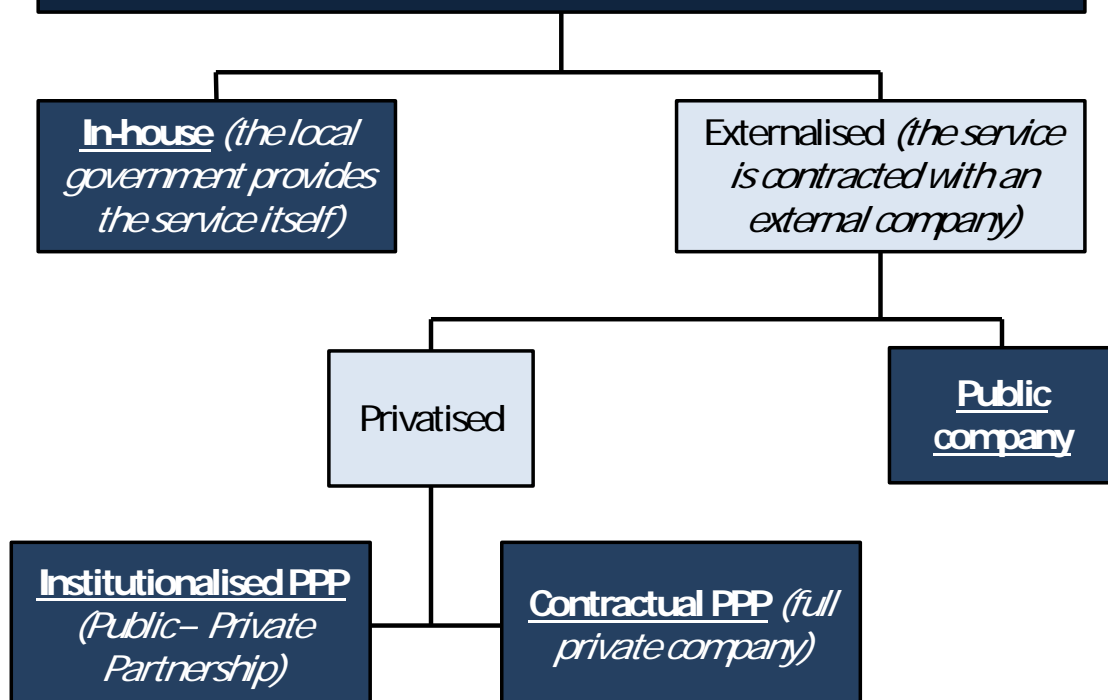 In-house (the local
government provides
the service itself)
Externalised (the service
is contracted with an
external company)
Privatised
Public
company
Institutionalised PPP
(Public– Private
Partnership)
Contractual PPP (full
private company)